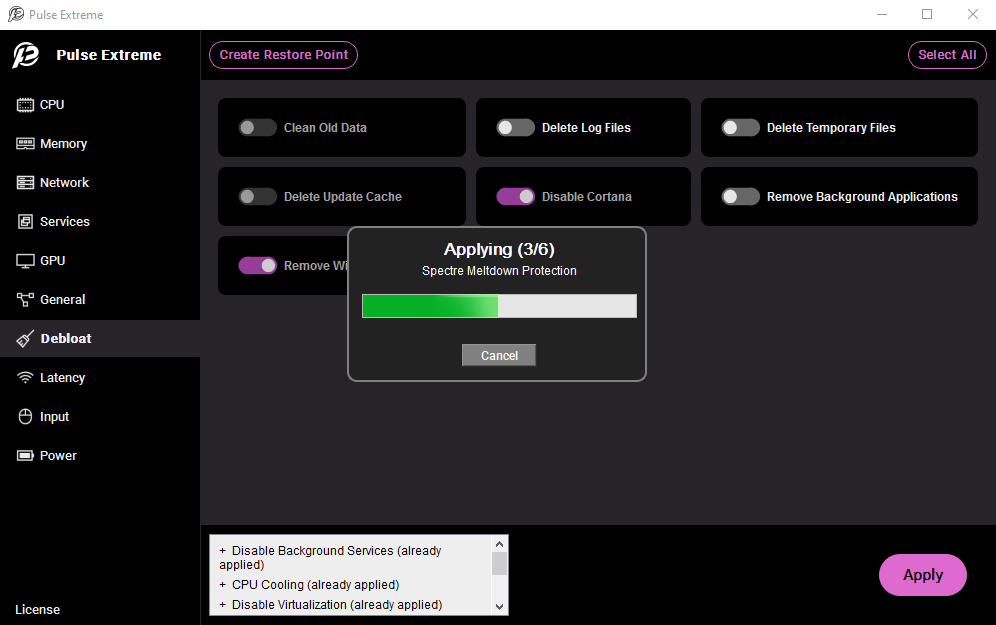 Pulse Extreme
Pulse Extreme
Create Restore Point
Select All
CPU
Memory
Network
Services
GPU
General
Debloat
Latency
Input
Power
License
Clean Old Data
Delete Log Files
Delete Temporary Files
Delete Update Cache
Disable Cortana
Remove Background Applications
Remove Wi
Applying (3/6)
Spectre Meltdown Protection
Cancel
+ Disable Background Services (already
applied)
+ CPU Cooling (already applied)
+ Disable Virtualization (already applied)
Apply